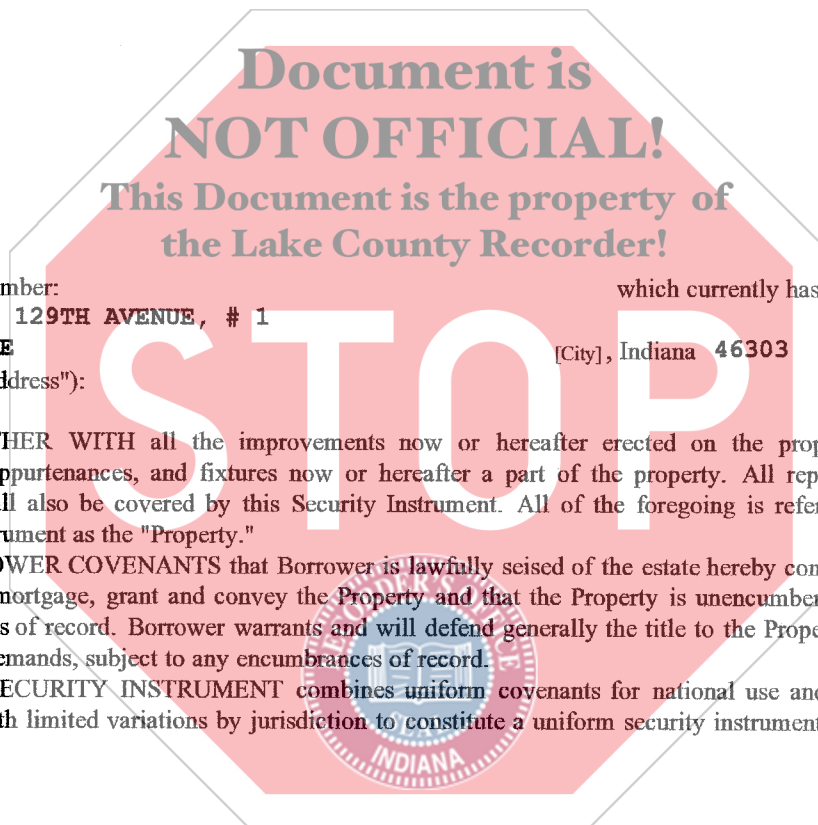 Document is
NOT OFFICIAL!
This Document is the property of
the Lake County Recorder!
mber: which currently has
129TH AVENUE, # 1
E [City], Indiana 46303
ddress"):
STOP
HER WITH all the improvements now or hereafter erected on the prop
ppurtenances, and fixtures now or hereafter a part of the property. All rep
ll also be covered by this Security Instrument. All of the foregoing is refer
rument as the "Property."
OWER COVENANTS that Borrower is lawfully seised of the estate hereby con
mortgage, grant and convey the Property and that the Property is unencumber
s of record. Borrower warrants and will defend generally the title to the Prope
emands, subject to any encumbrances of record.
ECURITY INSTRUMENT combines uniform covenants for national use and
th limited variations by jurisdiction to constitute a uniform security instrument
RECORDER'S OFFICE
SEAL
INDIANA